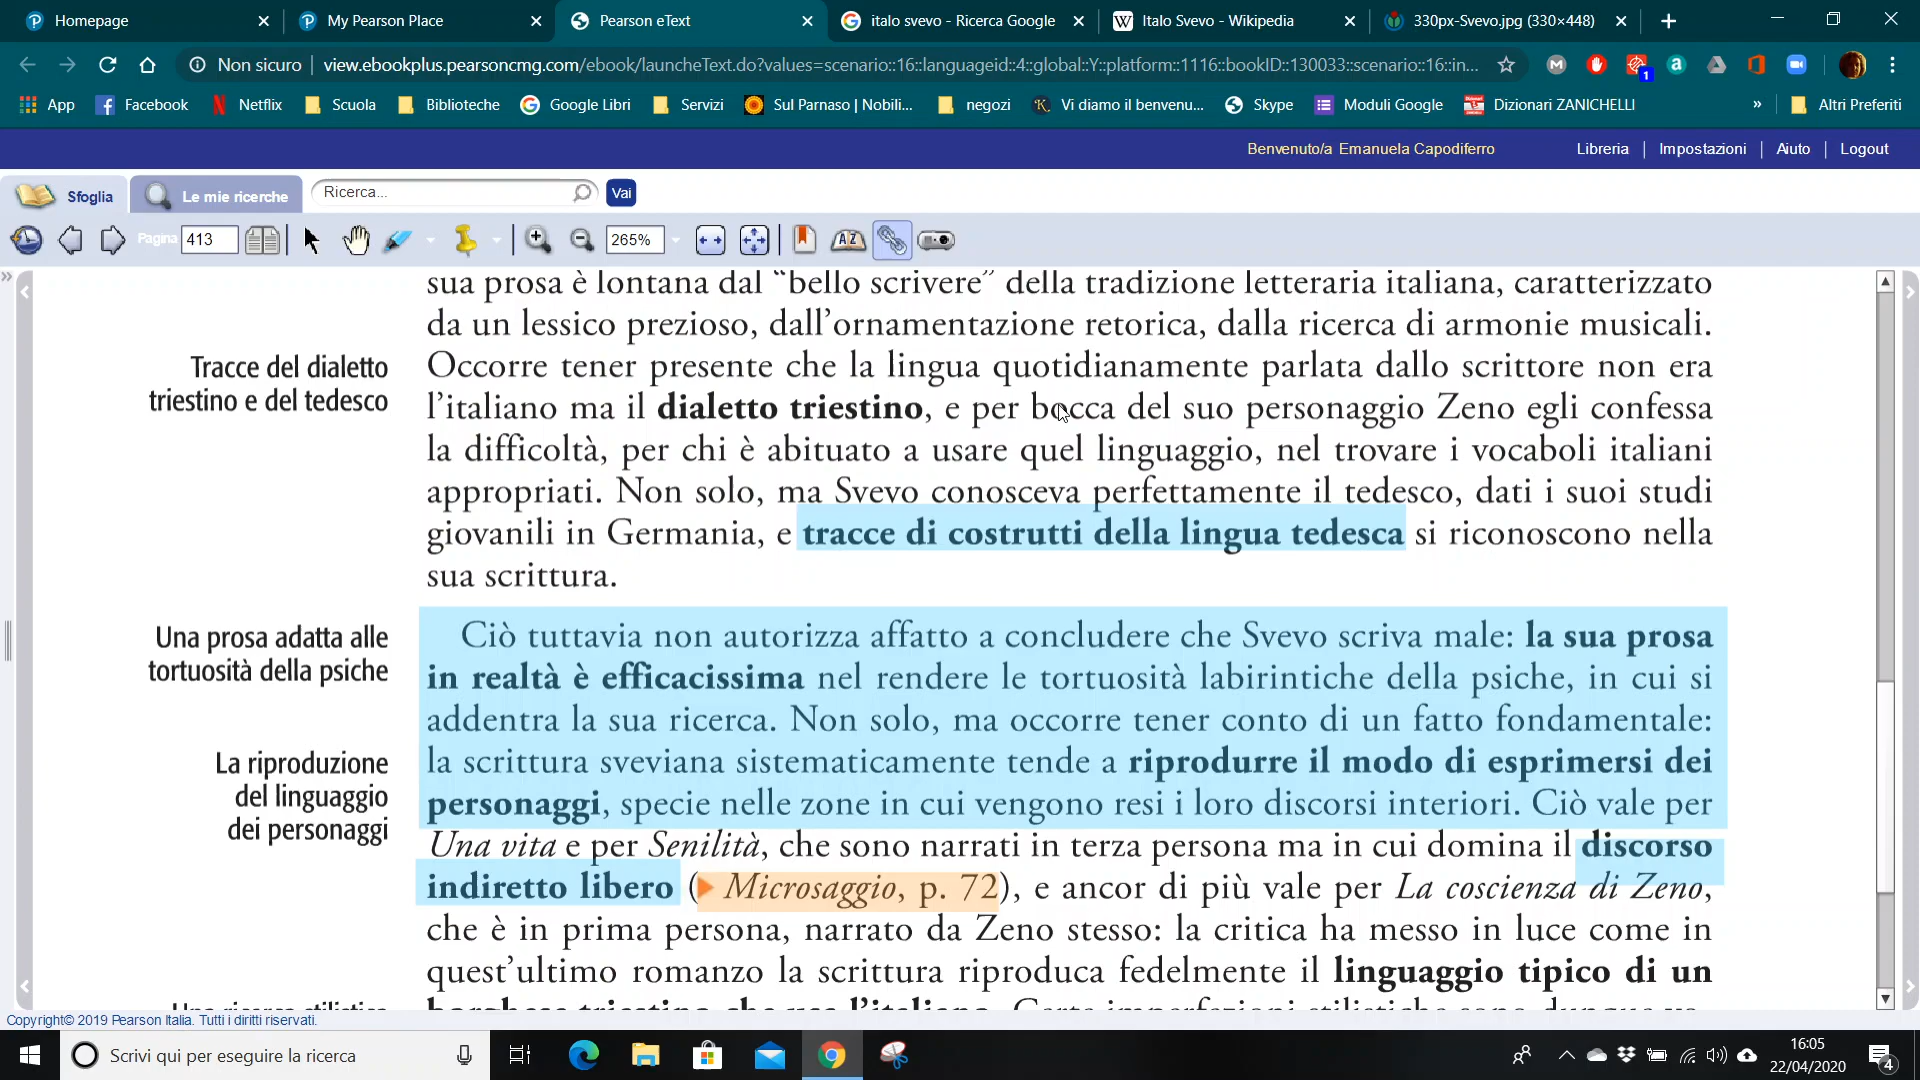 Homepage
My Pearson Place
Pearson eText
italo svevo - Ricerca Google
Italo Svevo - Wikipedia
330px-Svevo.jpg (330×448)
Non sicuro | view.ebookplus.pearsoncmg.com/ebook/launcheText.do?values=scenario::16::languageid::4::global::Y::platform::1116::bookID::130033::scenario::16::in...
App Facebook Netflix Scuola Biblioteche Google Libri Servizi Sul Parnaso | Nobili... negozi Vi diamo il benvenu... Skype Moduli Google Dizionari ZANICHELLI » Altri Preferiti
Benvenuto/a Emanuela Capodiferro Libreria | Impostazioni | Aiuto | Logout
Sfoglia Le mie ricerche Ricerca... Vai
Pagina 413 265% A Z
sua prosa è lontana dal “bello scrivere” della tradizione letteraria italiana, caratterizzato
da un lessico prezioso, dall’ornamentazione retorica, dalla ricerca di armonie musicali.
Tracce del dialetto
triestino e del tedesco
Occorre tener presente che la lingua quotidianamente parlata dallo scrittore non era
l’italiano ma il dialetto triestino, e per bocca del suo personaggio Zeno egli confessa
la difficoltà, per chi è abituato a usare quel linguaggio, nel trovare i vocaboli italiani
appropriati. Non solo, ma Svevo conosceva perfettamente il tedesco, dati i suoi studi
giovanili in Germania, e tracce di costrutti della lingua tedesca si riconoscono nella
sua scrittura.
Una prosa adatta alle
tortuosità della psiche
Ciò tuttavia non autorizza affatto a concludere che Svevo scriva male: la sua prosa
in realtà è efficacissima nel rendere le tortuosità labirintiche della psiche, in cui si
addentra la sua ricerca. Non solo, ma occorre tener conto di un fatto fondamentale:
La riproduzione
del linguaggio
dei personaggi
la scrittura sveviana sistematicamente tende a riprodurre il modo di esprimersi dei
personaggi, specie nelle zone in cui vengono resi i loro discorsi interiori. Ciò vale per
Una vita e per Senilità, che sono narrati in terza persona ma in cui domina il discorso
indiretto libero (▶ Microsaggio, p. 72), e ancor di più vale per La coscienza di Zeno,
che è in prima persona, narrato da Zeno stesso: la critica ha messo in luce come in
quest’ultimo romanzo la scrittura riproduca fedelmente il linguaggio tipico di un
borghese triestino che usa l’italiano. Certe imperfezioni stilistiche sono dunque vo-
Una ricerca stilistica
Copyright© 2019 Pearson Italia. Tutti i diritti riservati.
Scrivi qui per eseguire la ricerca
16:05
22/04/2020
4
1